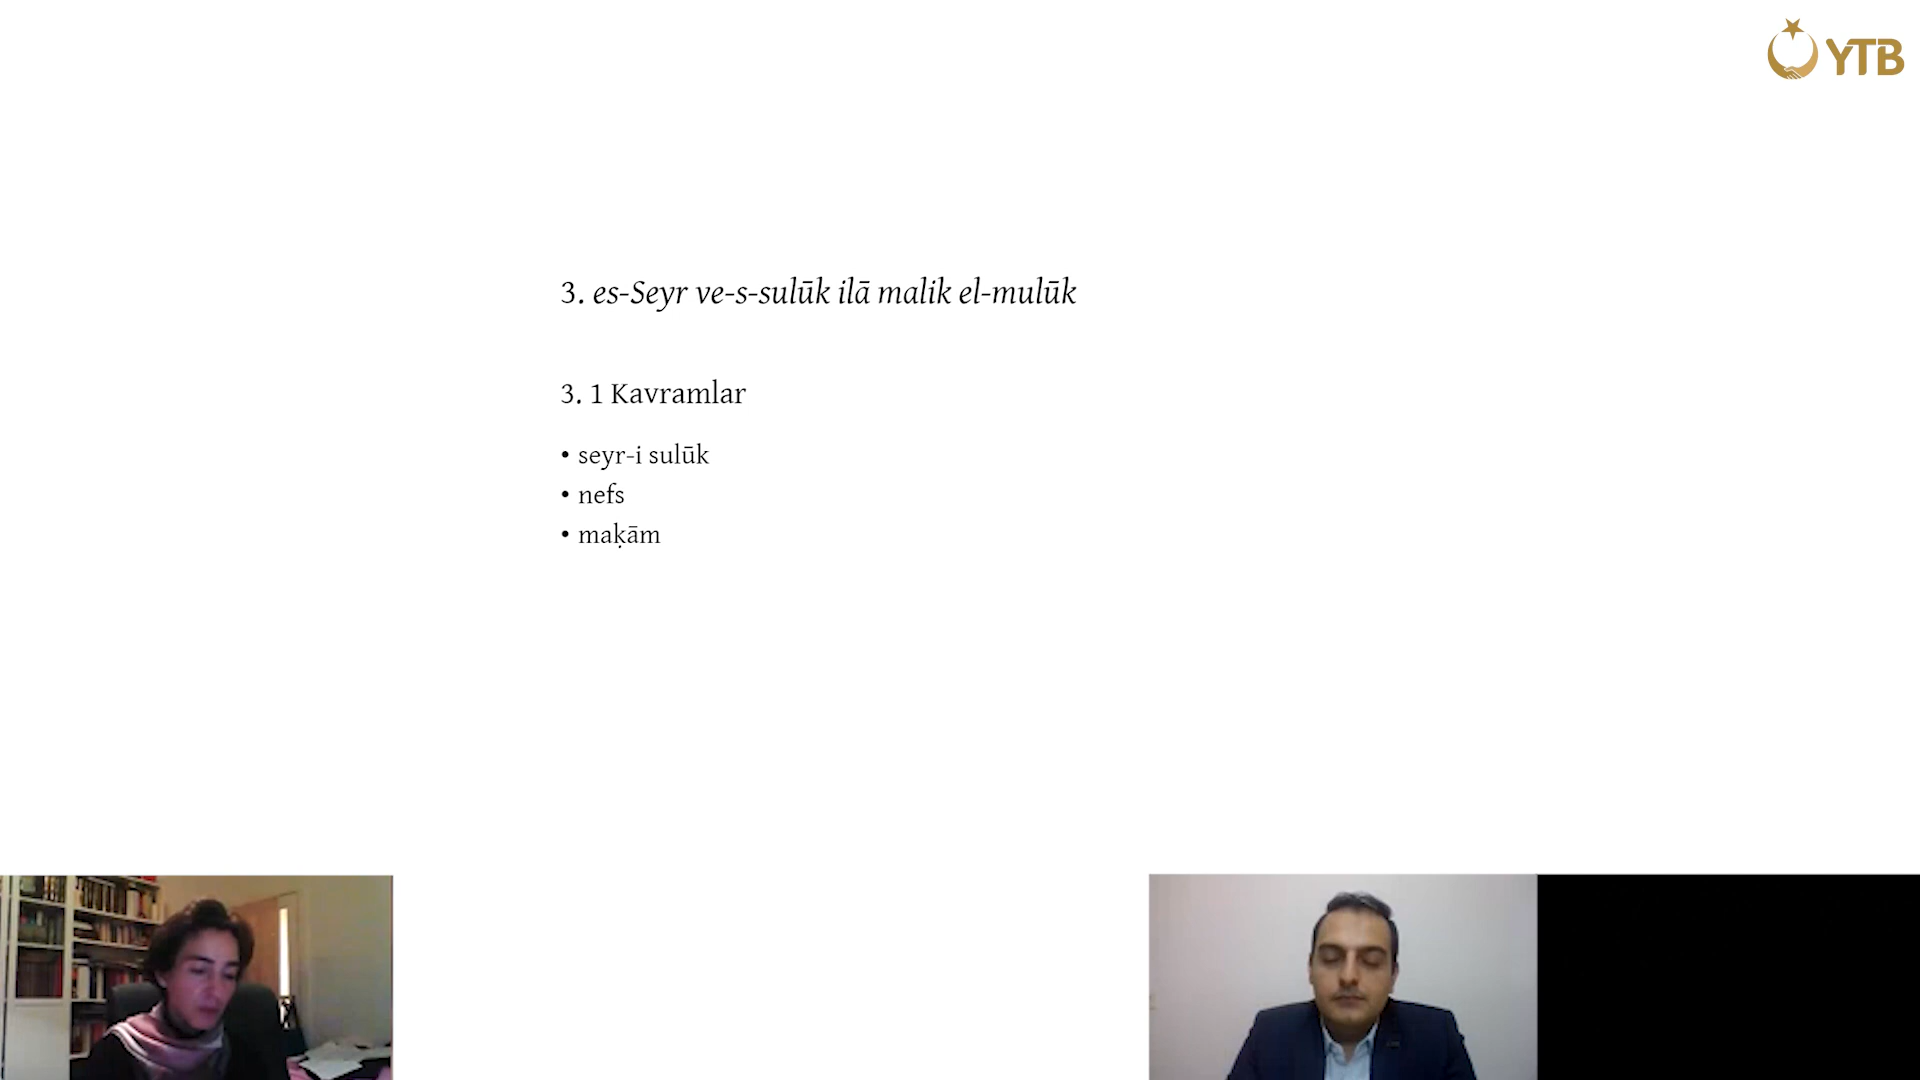 YTB
3. es-Seyr ve-s-sulūk ilā malik el-mulūk
3. 1 Kavramlar
• seyr-i sulūk
• nefs
• maḳām